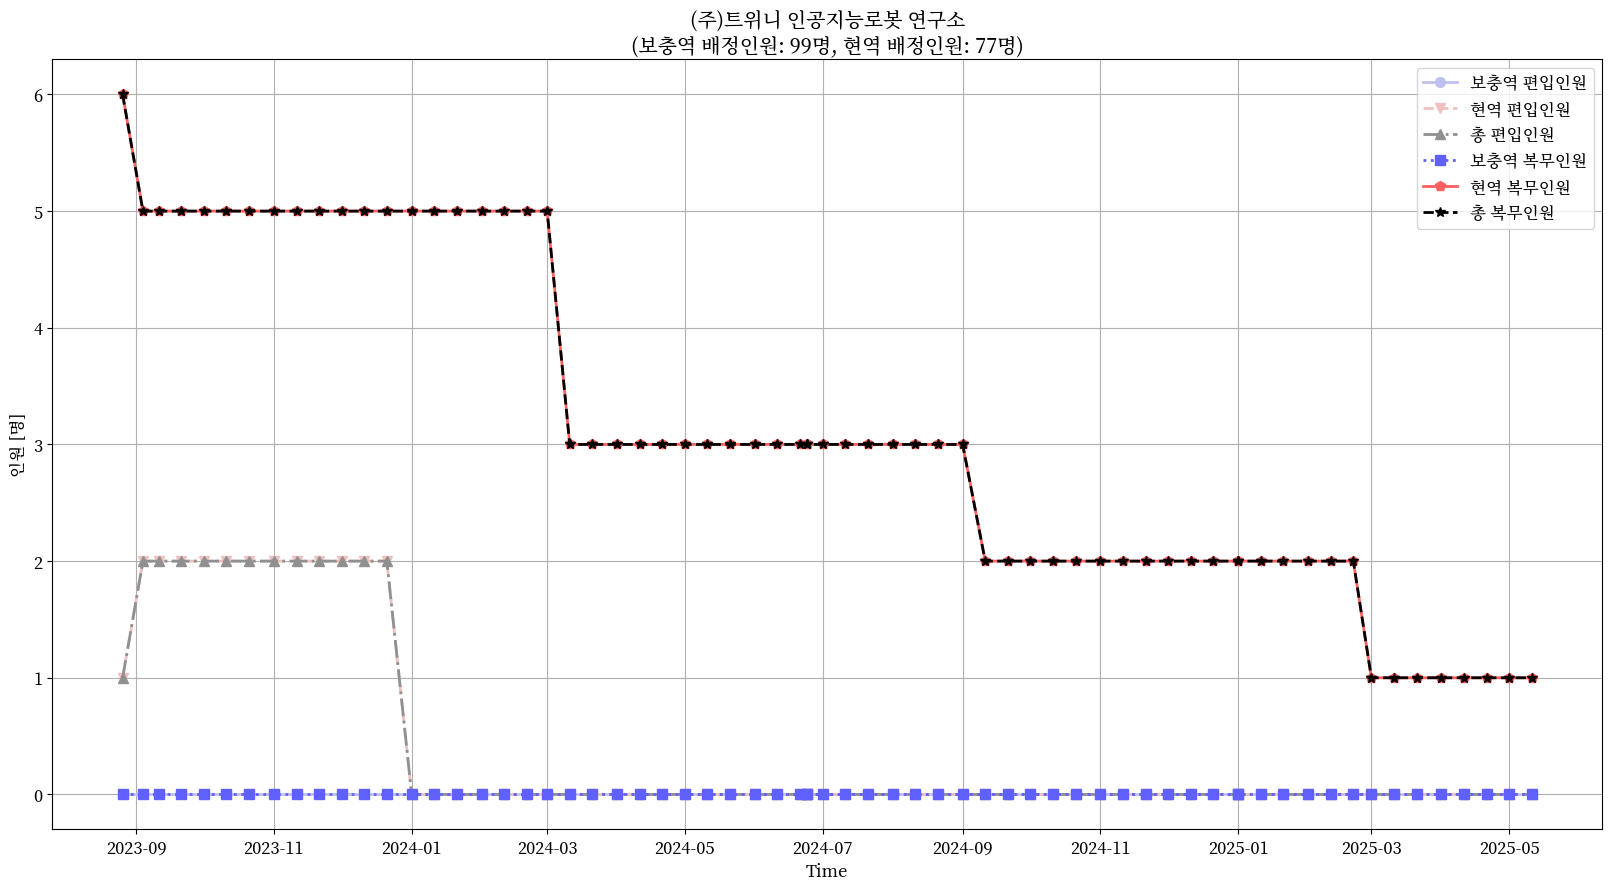 (주)트위니 인공지능로봇 연구소
(보충역 배정인원: 99명, 현역 배정인원: 77명)
보충역 편입인원
현역 편입인원
총 편입인원
보충역 복무인원
현역 복무인원
총 복무인원
인원 [명]
6
5
4
3
2
1
0
2023-09 2023-11 2024-01 2024-03 2024-05 2024-07 2024-09 2024-11 2025-01 2025-03 2025-05
Time